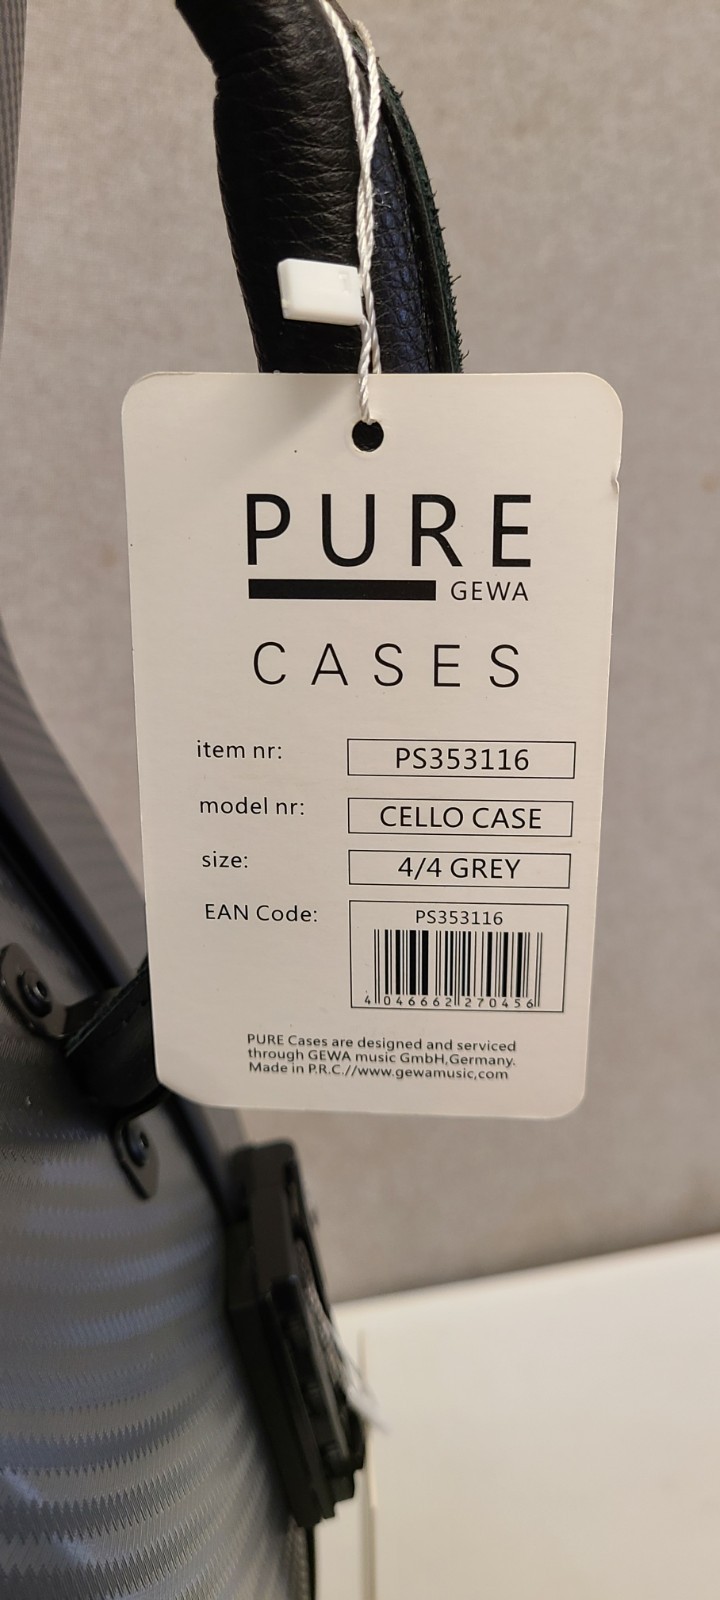 PURE
GEWA
CASES
item nr: PS353116
model nr: CELLO CASE
size: 4/4 GREY
EAN Code: PS353116
4 046662 270456
PURE Cases are designed and serviced
through GEWA music GmbH,Germany.
Made in P.R.C.//www.gewamusic,com